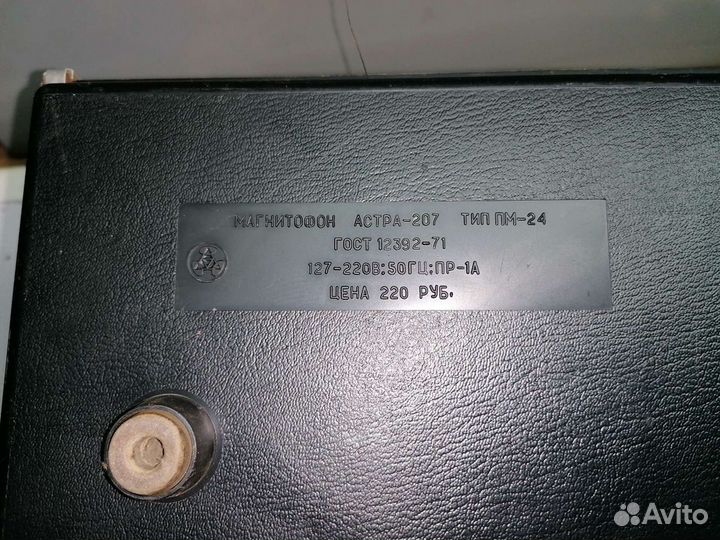 МАГНИТОФОН АСТРА-207 ТИП ПМ-24
ГОСТ 12392-71
127-220В;50ГЦ;ПР-1А
ЦЕНА 220 РУБ.
Avito